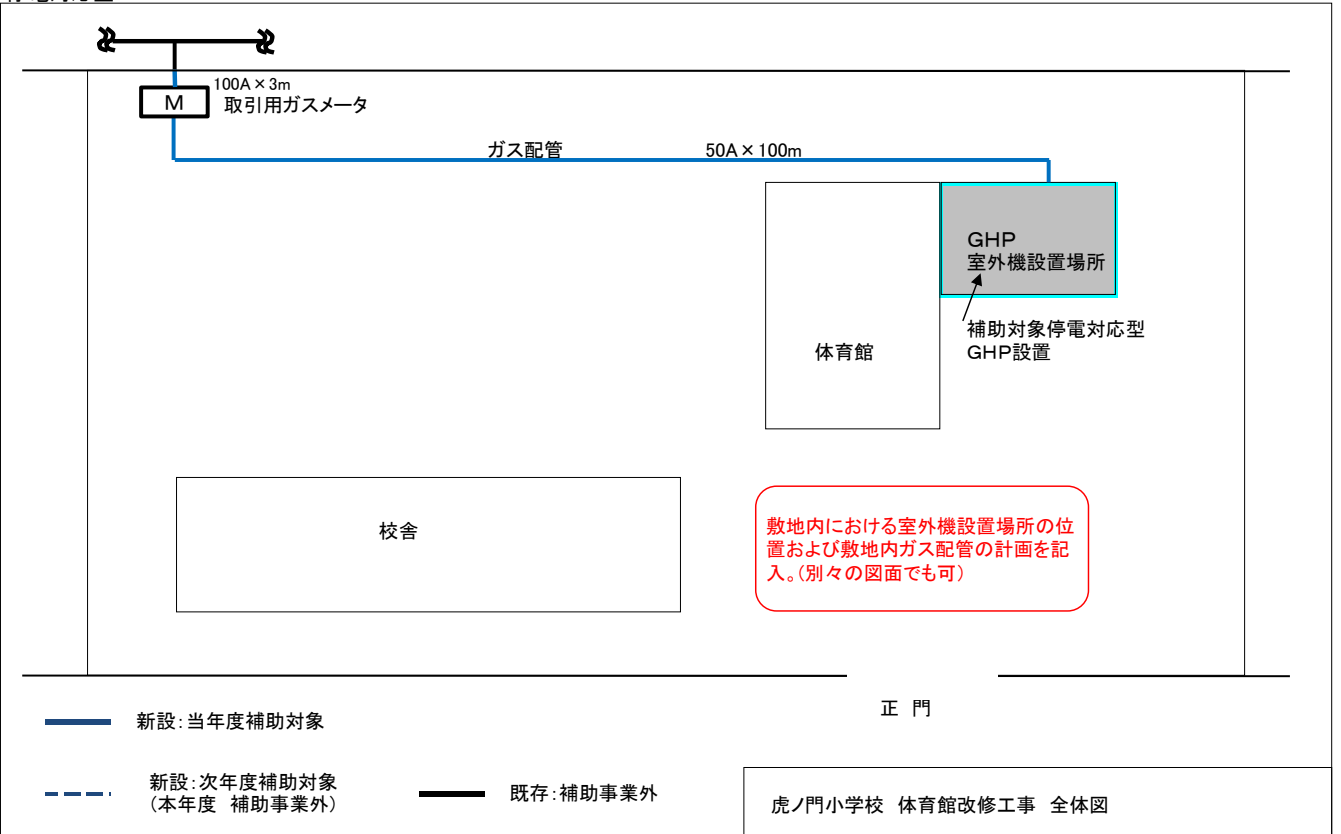 100A×3m
M
取引用ガスメータ
ガス配管 50A×100m
GHP
室外機設置場所
補助対象停電対応型
GHP設置
体育館
校舎
敷地内における室外機設置場所の位
置および敷地内ガス配管の計画を記
入。(別々の図面でも可)
正 門
新設:当年度補助対象
新設:次年度補助対象
(本年度 補助事業外)
既存:補助事業外
虎ノ門小学校 体育館改修工事 全体図